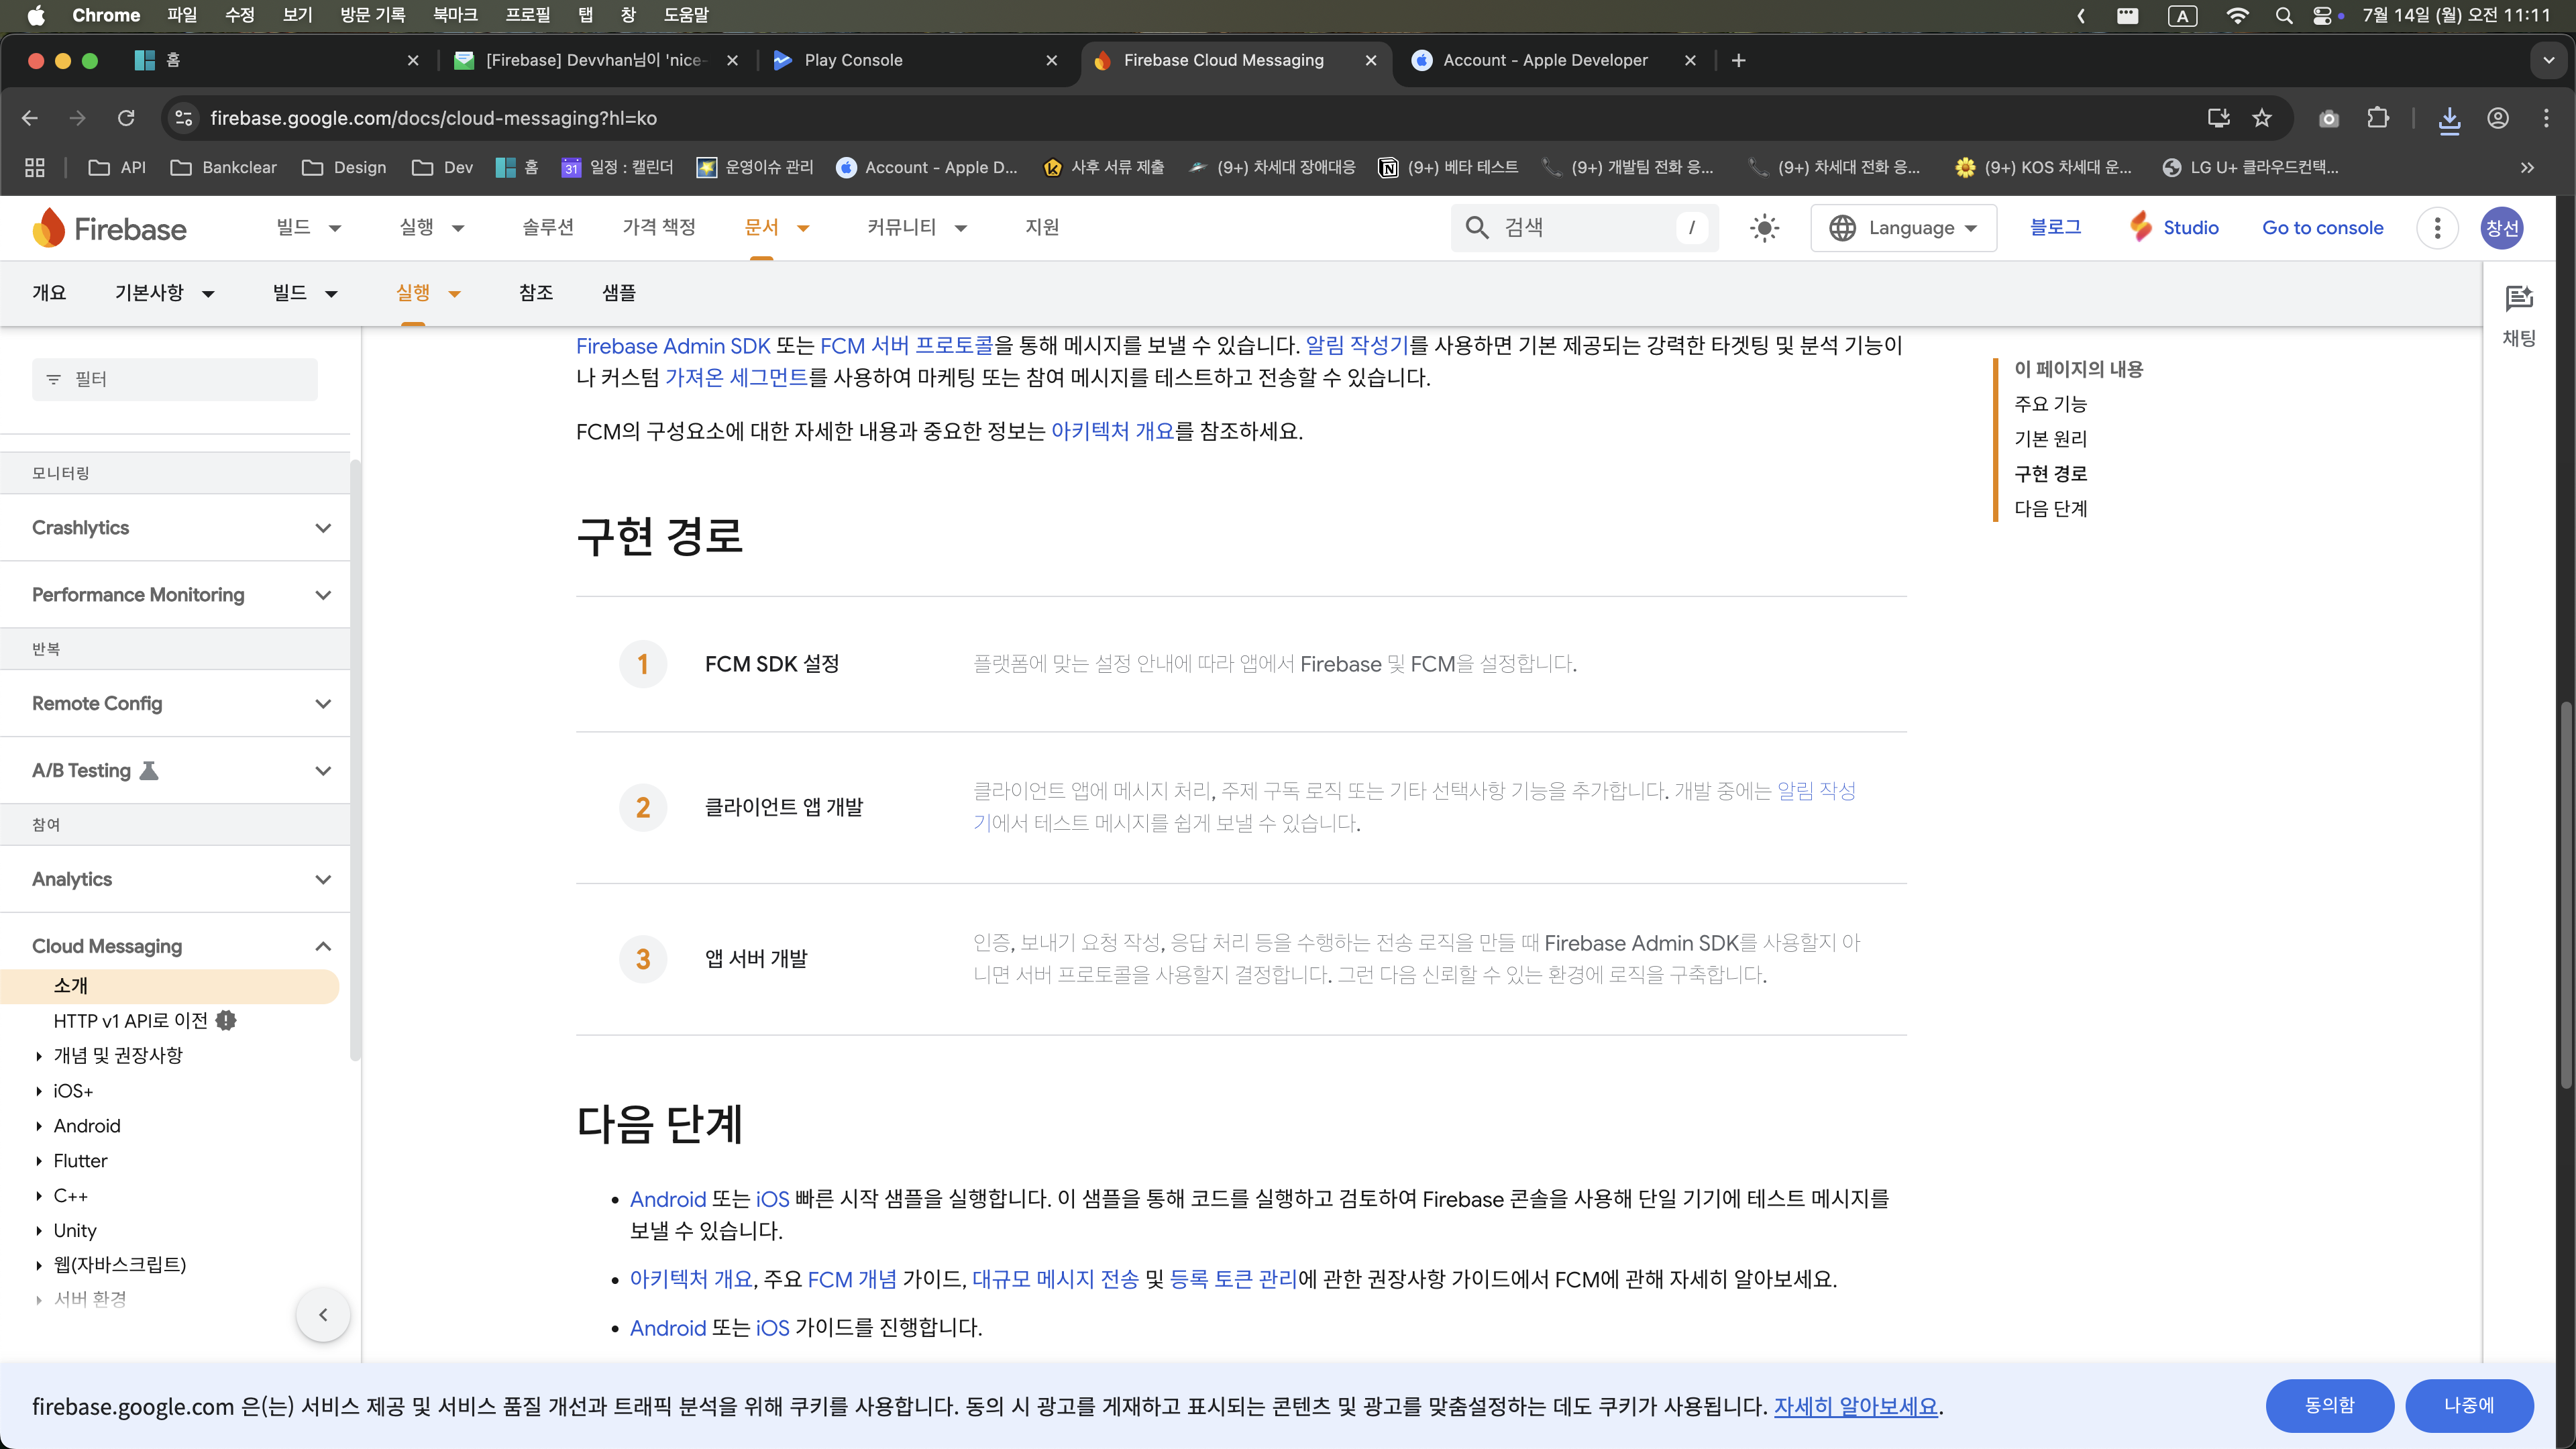 Chrome 파일 수정 보기 방문 기록 북마크 프로필 탭 창 도움말 A 7월 14일 (월) 오전 11:11
홈 [Firebase] Devvhan님이 'nice- Play Console Firebase Cloud Messaging Account - Apple Developer
firebase.google.com/docs/cloud-messaging?hl=ko
API Bankclear Design Dev 홈 31 일정 : 캘린더 운영이슈 관리 Account - Apple D... 사후 서류 제출 (9+) 차세대 장애대응 (9+) 베타 테스트 (9+) 개발팀 전화 응... (9+) 차세대 전화 응... (9+) KOS 차세대 운... LG U+ 클라우드컨택...
Firebase 빌드 실행 솔루션 가격 책정 문서 커뮤니티 지원 검색 / Language 블로그 Studio Go to console 창선
개요 기본사항 빌드 실행 참조 샘플
채팅
필터
모니터링
Crashlytics
Performance Monitoring
반복
Remote Config
A/B Testing
참여
Analytics
Cloud Messaging
소개
HTTP v1 API로 이전
개념 및 권장사항
iOS+
Android
Flutter
C++
Unity
웹(자바스크립트)
서버 환경
Firebase Admin SDK 또는 FCM 서버 프로토콜을 통해 메시지를 보낼 수 있습니다. 알림 작성기를 사용하면 기본 제공되는 강력한 타겟팅 및 분석 기능이
나 커스텀 가져온 세그먼트를 사용하여 마케팅 또는 참여 메시지를 테스트하고 전송할 수 있습니다.
FCM의 구성요소에 대한 자세한 내용과 중요한 정보는 아키텍처 개요를 참조하세요.
구현 경로
1 FCM SDK 설정 플랫폼에 맞는 설정 안내에 따라 앱에서 Firebase 및 FCM을 설정합니다.
2 클라이언트 앱 개발 클라이언트 앱에 메시지 처리, 주제 구독 로직 또는 기타 선택사항 기능을 추가합니다. 개발 중에는 알림 작성
기에서 테스트 메시지를 쉽게 보낼 수 있습니다.
3 앱 서버 개발 인증, 보내기 요청 작성, 응답 처리 등을 수행하는 전송 로직을 만들 때 Firebase Admin SDK를 사용할지 아
니면 서버 프로토콜을 사용할지 결정합니다. 그런 다음 신뢰할 수 있는 환경에 로직을 구축합니다.
다음 단계
• Android 또는 iOS 빠른 시작 샘플을 실행합니다. 이 샘플을 통해 코드를 실행하고 검토하여 Firebase 콘솔을 사용해 단일 기기에 테스트 메시지를
보낼 수 있습니다.
• 아키텍처 개요, 주요 FCM 개념 가이드, 대규모 메시지 전송 및 등록 토큰 관리에 관한 권장사항 가이드에서 FCM에 관해 자세히 알아보세요.
• Android 또는 iOS 가이드를 진행합니다.
이 페이지의 내용
주요 기능
기본 원리
구현 경로
다음 단계
firebase.google.com 은(는) 서비스 제공 및 서비스 품질 개선과 트래픽 분석을 위해 쿠키를 사용합니다. 동의 시 광고를 게재하고 표시되는 콘텐츠 및 광고를 맞춤설정하는 데도 쿠키가 사용됩니다. 자세히 알아보세요.
동의함 나중에